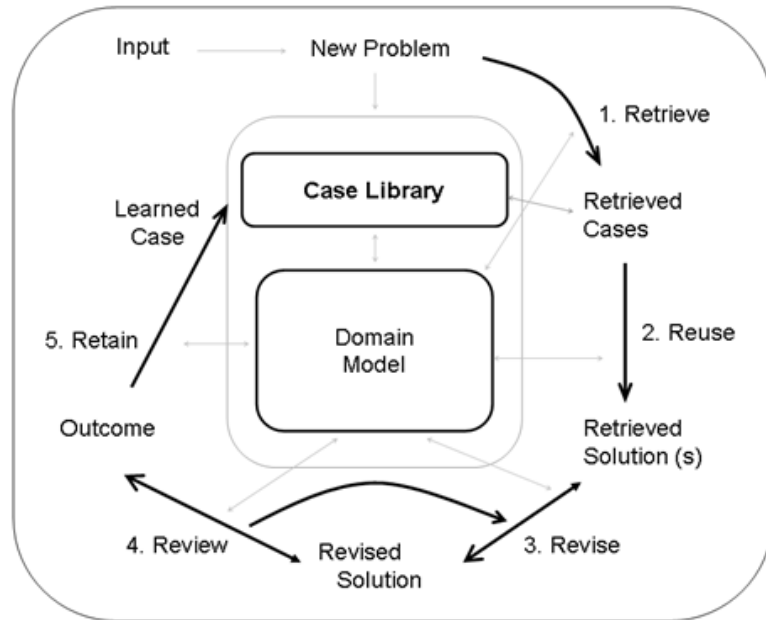 Input
New Problem
1. Retrieve
Case Library
Learned
Case
Retrieved
Cases
5. Retain
Domain
Model
2. Reuse
Outcome
Retrieved
Solution (s)
4. Review
Revised
Solution
3. Revise